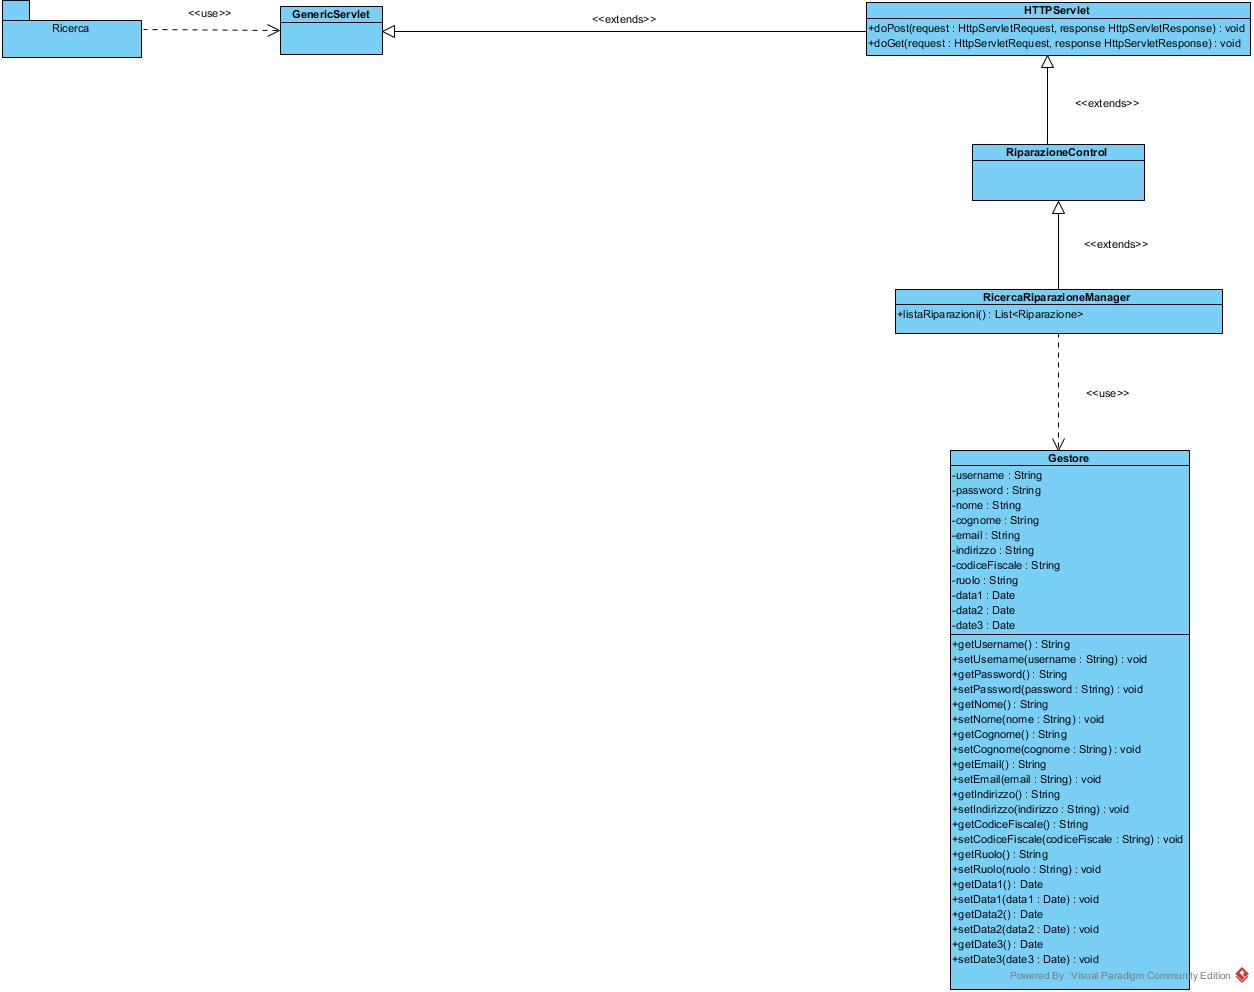 Ricerca
<<use>>
GenericServlet
<<extends>>
HTTPServlet
+doPost(request : HttpServletRequest, response HttpServletResponse) : void
+doGet(request : HttpServletRequest, response HttpServletResponse) : void
<<extends>>
RiparazioneControl
<<extends>>
RicercaRiparazioneManager
+listaRiparazioni() : List<Riparazione>
<<use>>
Gestore
-username : String
-password : String
-nome : String
-cognome : String
-email : String
-indirizzo : String
-codiceFiscale : String
-ruolo : String
-data1 : Date
-data2 : Date
-date3 : Date
+getUsername() : String
+setUsername(username : String) : void
+getPassword() : String
+setPassword(password : String) : void
+getNome() : String
+setNome(nome : String) : void
+getCognome() : String
+setCognome(cognome : String) : void
+getEmail() : String
+setEmail(email : String) : void
+getIndirizzo() : String
+setIndirizzo(indirizzo : String) : void
+getCodiceFiscale() : String
+setCodiceFiscale(codiceFiscale : String) : void
+getRuolo() : String
+setRuolo(ruolo : String) : void
+getData1() : Date
+setData1(data1 : Date) : void
+getData2() : Date
+setData2(data2 : Date) : void
+getDate3() : Date
+setDate3(date3 : Date) : void
Powered By Visual Paradigm Community Edition